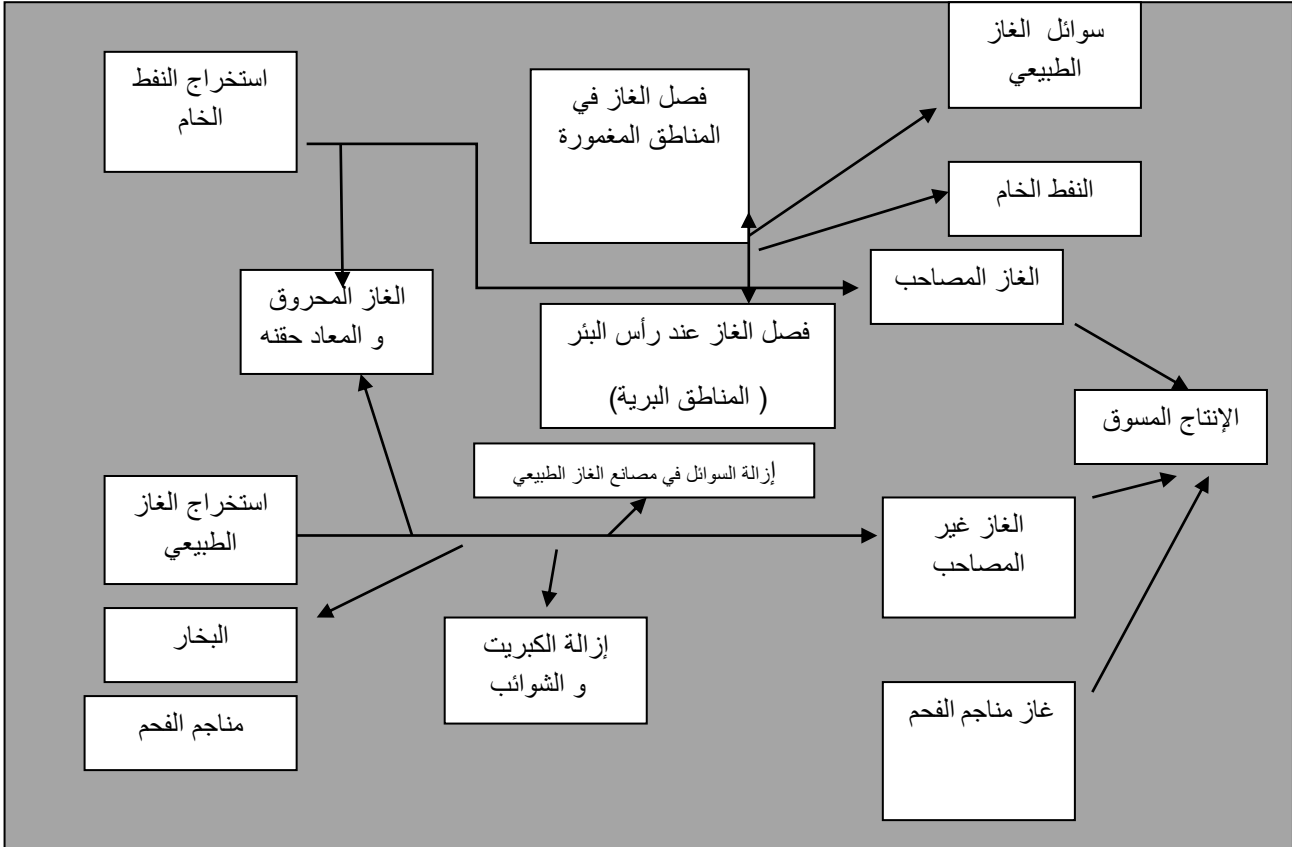 سوائل الغاز
الطبيعي
استخراج النفط
الخام
فصل الغاز في
المناطق المغمورة
النفط الخام
الغاز المصاحب
الغاز المحروق
و المعاد حقنه
فصل الغاز عند رأس البئر
( المناطق البرية)
الإنتاج المسوق
إزالة السوائل في مصانع الغاز الطبيعي
استخراج الغاز
الطبيعي
الغاز غير
المصاحب
البخار
إزالة الكبريت
و الشوائب
غاز مناجم الفحم
مناجم الفحم